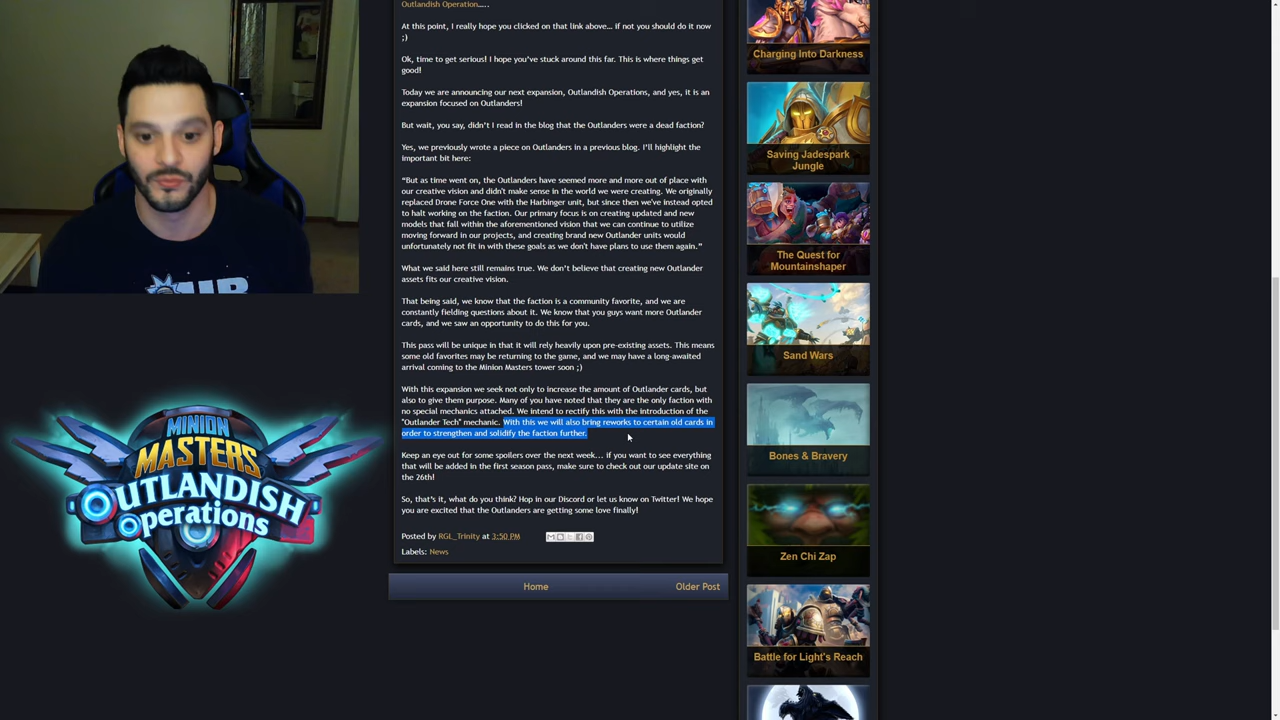 Outlandish Operation.....
At this point, I really hope you clicked on that link above... if not you should do it now
;)
Ok, time to get serious! I hope you've stuck around this far. This is where things get
good!
Today we are announcing our next expansion, Outlandish Operations, and yes, it is an
expansion focused on Outlanders!
But wait, you say, didn't I read in the blog that the Outlanders were a dead faction?
Yes, we previously wrote a piece on Outlanders in a previous blog. I'll highlight the
important bit here:
"But as time went on, the Outlanders have seemed more and more out of place with
our creative vision and didn't make sense in the world we were creating. We originally
replaced Drone Force One with the Harbinger unit, but since then we've instead opted
to halt working on the faction. Our primary focus is on creating updated and new
models that fall within the aforementioned vision that we can continue to utilize
moving forward in our projects, and creating brand new Outlander units would
unfortunately not fit in with these goals as we don't have plans to use them again."
What we said here still remains true. We don't believe that creating new Outlander
assets fits our creative vision.
That being said, we know that the faction is a community favorite, and we are
constantly fielding questions about it. We know that you guys want more Outlander
cards, and we saw an opportunity to do this for you.
This pass will be unique in that it will rely heavily upon pre-existing assets. This means
some old favorites may be returning to the game, and we may have a long-awaited
arrival coming to the Minion Masters tower soon ;)
With this expansion we seek not only to increase the amount of Outlander cards, but
also to give them purpose. Many of you have noted that they are the only faction with
no special mechanics attached. We intend to rectify this with the introduction of the
"Outlander Tech" mechanic. With this we will also bring reworks to certain old cards in
order to strengthen and solidify the faction further.
Keep an eye out for some spoilers over the next week... if you want to see everything
that will be added in the first season pass, make sure to check out our update site on
the 26th!
So, that's it, what do you think? Hop in our Discord or let us know on Twitter! We hope
you are excited that the Outlanders are getting some love finally!
Posted by RGL_Trinity at 3:50 PM
Labels: News
Home
Older Post
Charging Into Darkness
Saving Jadespark
Jungle
The Quest for
Mountainshaper
Sand Wars
Bones & Bravery
Zen Chi Zap
Battle for Light's Reach
MINION
MASTERS
OUTLANDISH
Operations